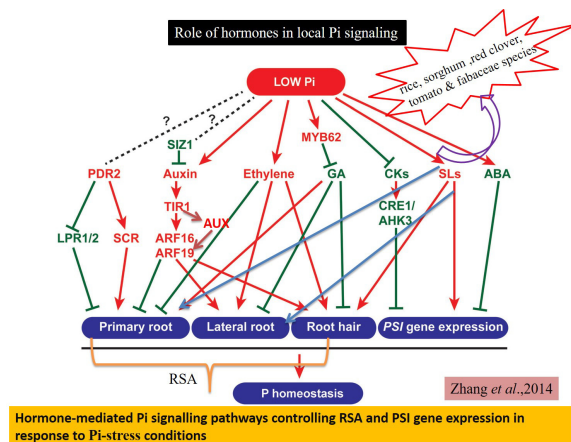 Role of hormones in local Pi signaling
rice, sorghum ,red clover,
tomato & fabaceae species
LOW Pi
?
?
SIZ1
MYB62
PDR2
Auxin
Ethylene
GA
CKs
SLs
ABA
TIR1
AUX
CRE1/
AHK3
LPR1/2
SCR
ARF16
ARF19
Primary root
Lateral root
Root hair
PSI gene expression
RSA
P homeostasis
Zhang et al.,2014
Hormone-mediated Pi signalling pathways controlling RSA and PSI gene expression in
response to Pi-stress conditions